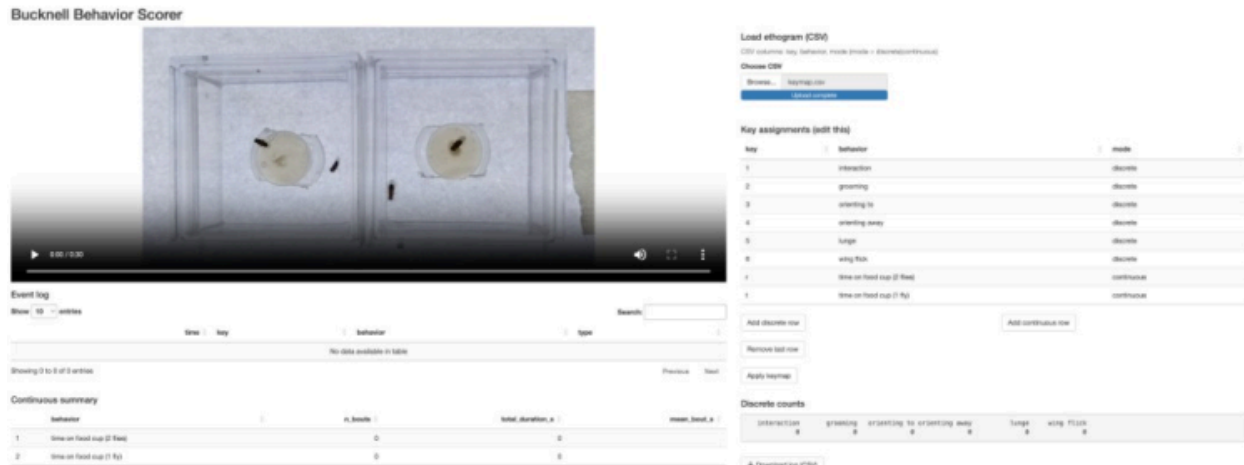 Bucknell Behavior Scorer
0:00 / 0:30
Event log
Show 10 entries
Search:
time key behavior type
No data available in table
Showing 0 to 0 of 0 entries
Previous Next
Continuous summary
behavior n_bouts total_duration_s mean_bout_s
1 time on food cup (2 flies) 0 0
2 time on food cup (1 fly) 0 0
Load ethogram (CSV)
CSV columns: key, behavior, mode (mode = discrete|continuous)
Choose CSV
Browse... keymap.csv
Upload complete
Key assignments (edit this)
key behavior mode
1 interaction discrete
2 grooming discrete
3 orienting to discrete
4 orienting away discrete
5 lunge discrete
6 wing flick discrete
r time on food cup (2 flies) continuous
t time on food cup (1 fly) continuous
Add discrete row
Add continuous row
Remove last row
Apply keymap
Discrete counts
interaction grooming orienting to orienting away lunge wing flick
0 0 0 0 0 0
Download log (CSV)